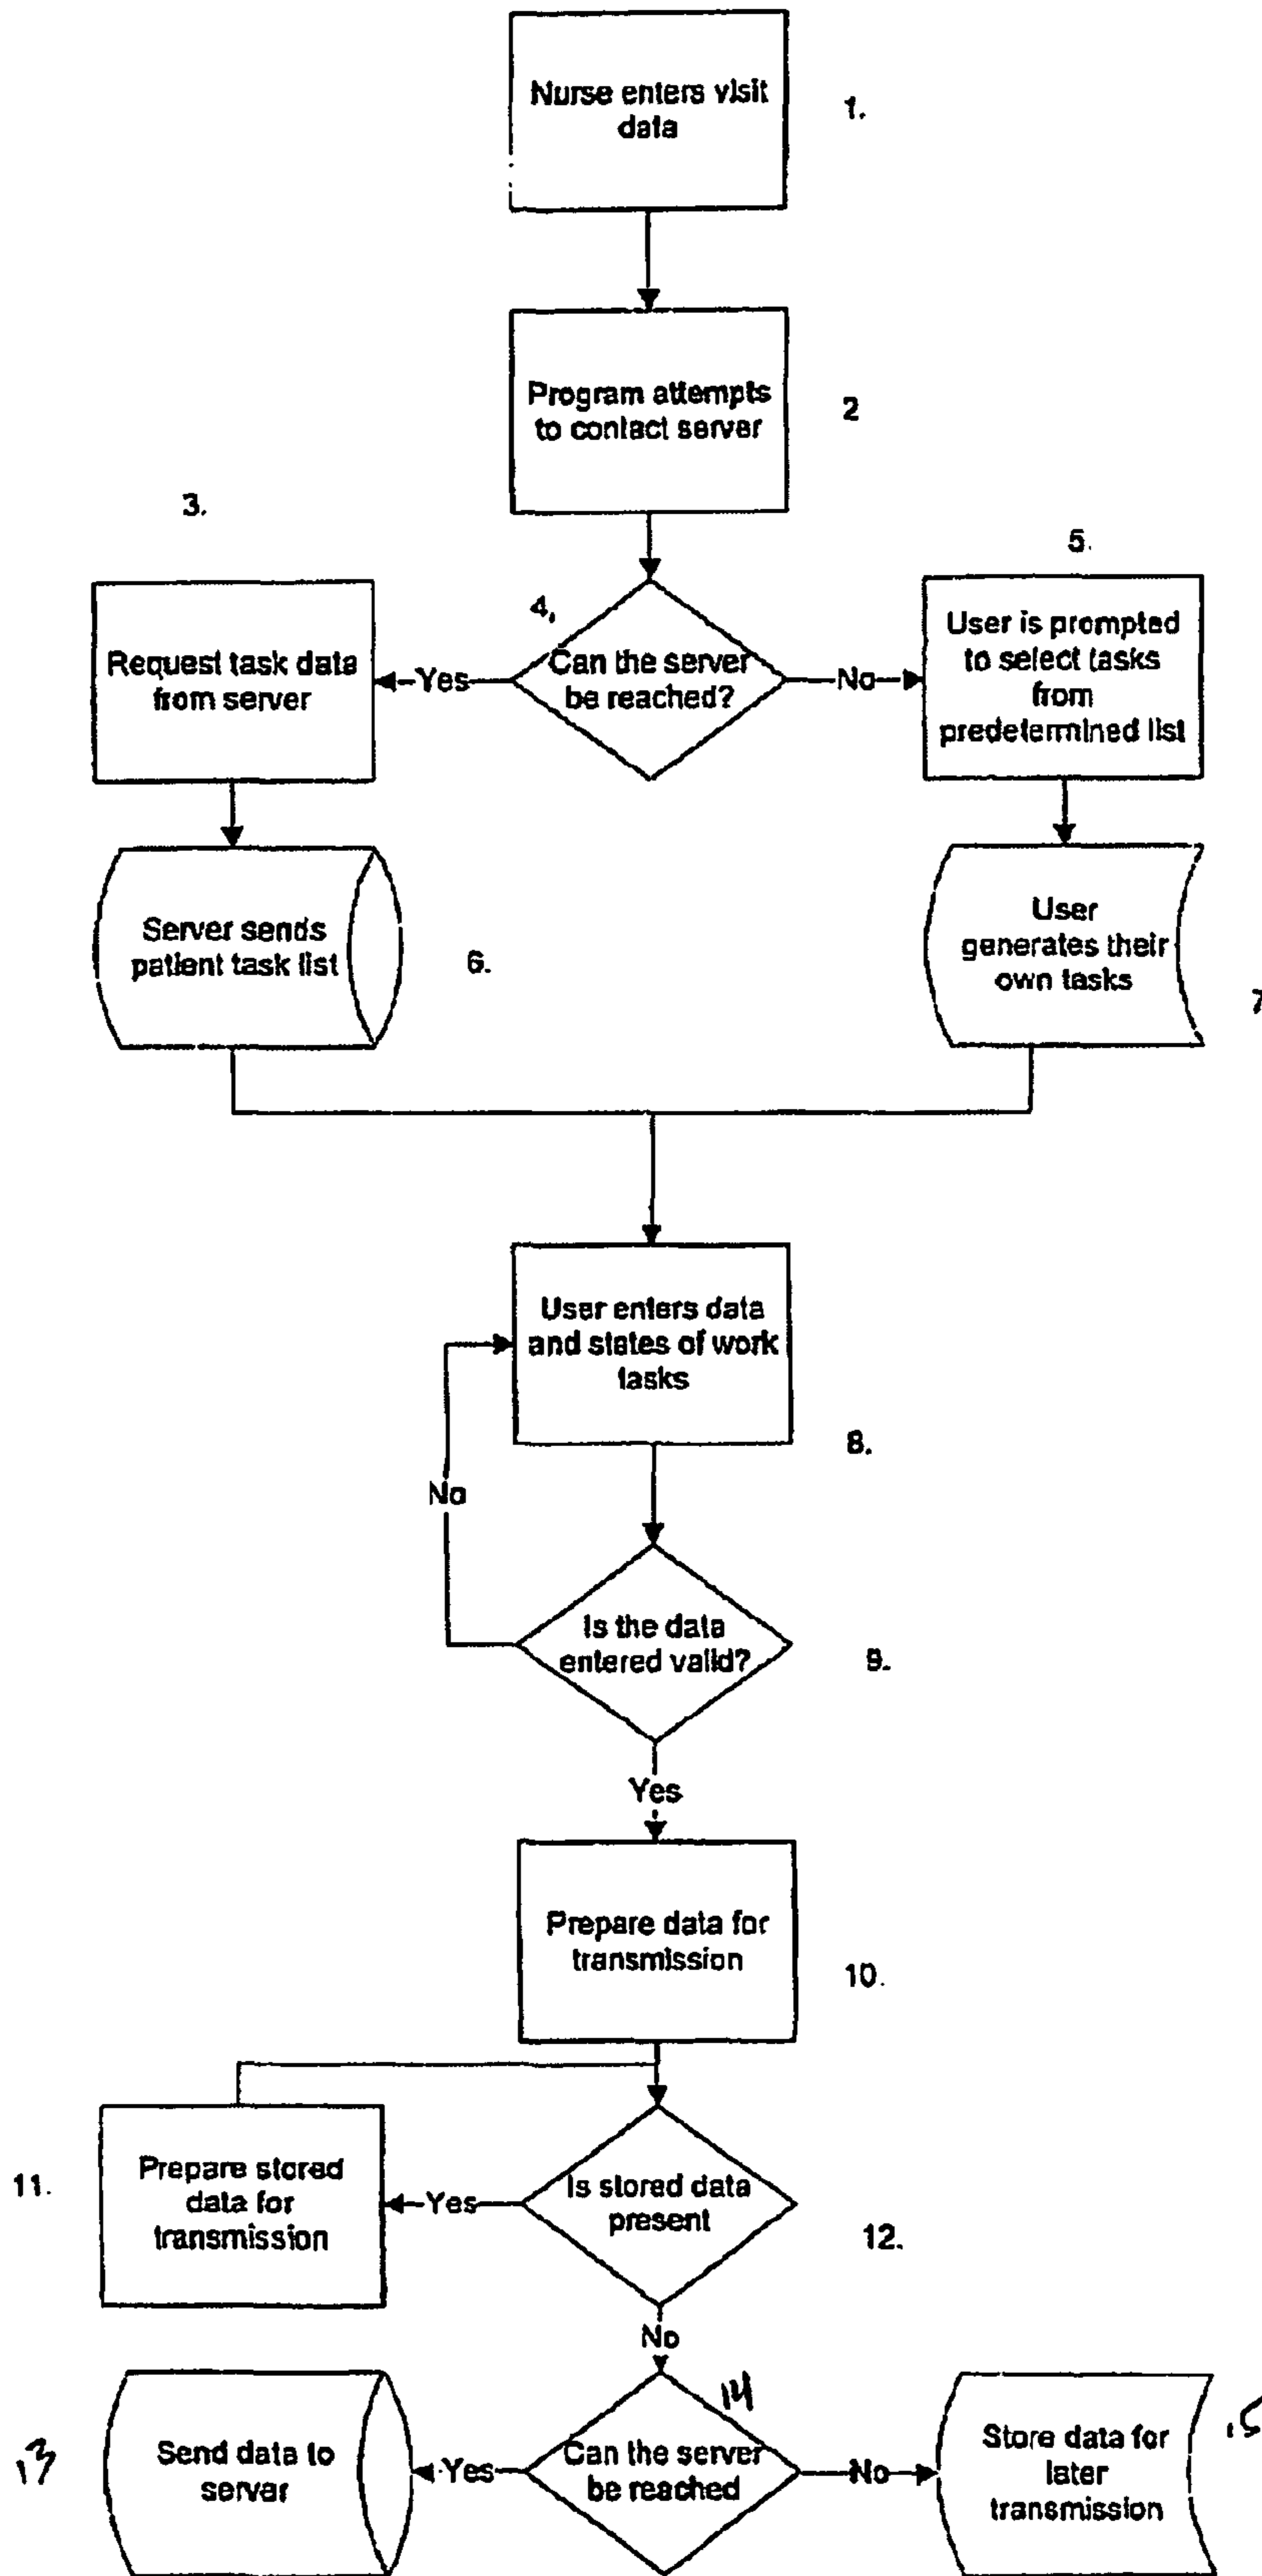 Nurse enters visit
data
1.
Program attempts
to contact server
2
3.
Request task data
from server
4.
Can the server
be reached?
Yes
No
5.
User is prompted
to select tasks
from
predetermined list
Server sends
patient task list
6.
User
generates their
own tasks
7
User enters data
and states of work
tasks
8.
No
Is the data
entered valid?
9.
Yes
Prepare data for
transmission
10.
11.
Prepare stored
data for
transmission
Yes
Is stored data
present
12.
No
13
Send data to
server
Yes
14
Can the server
be reached
No
Store data for
later
transmission
15